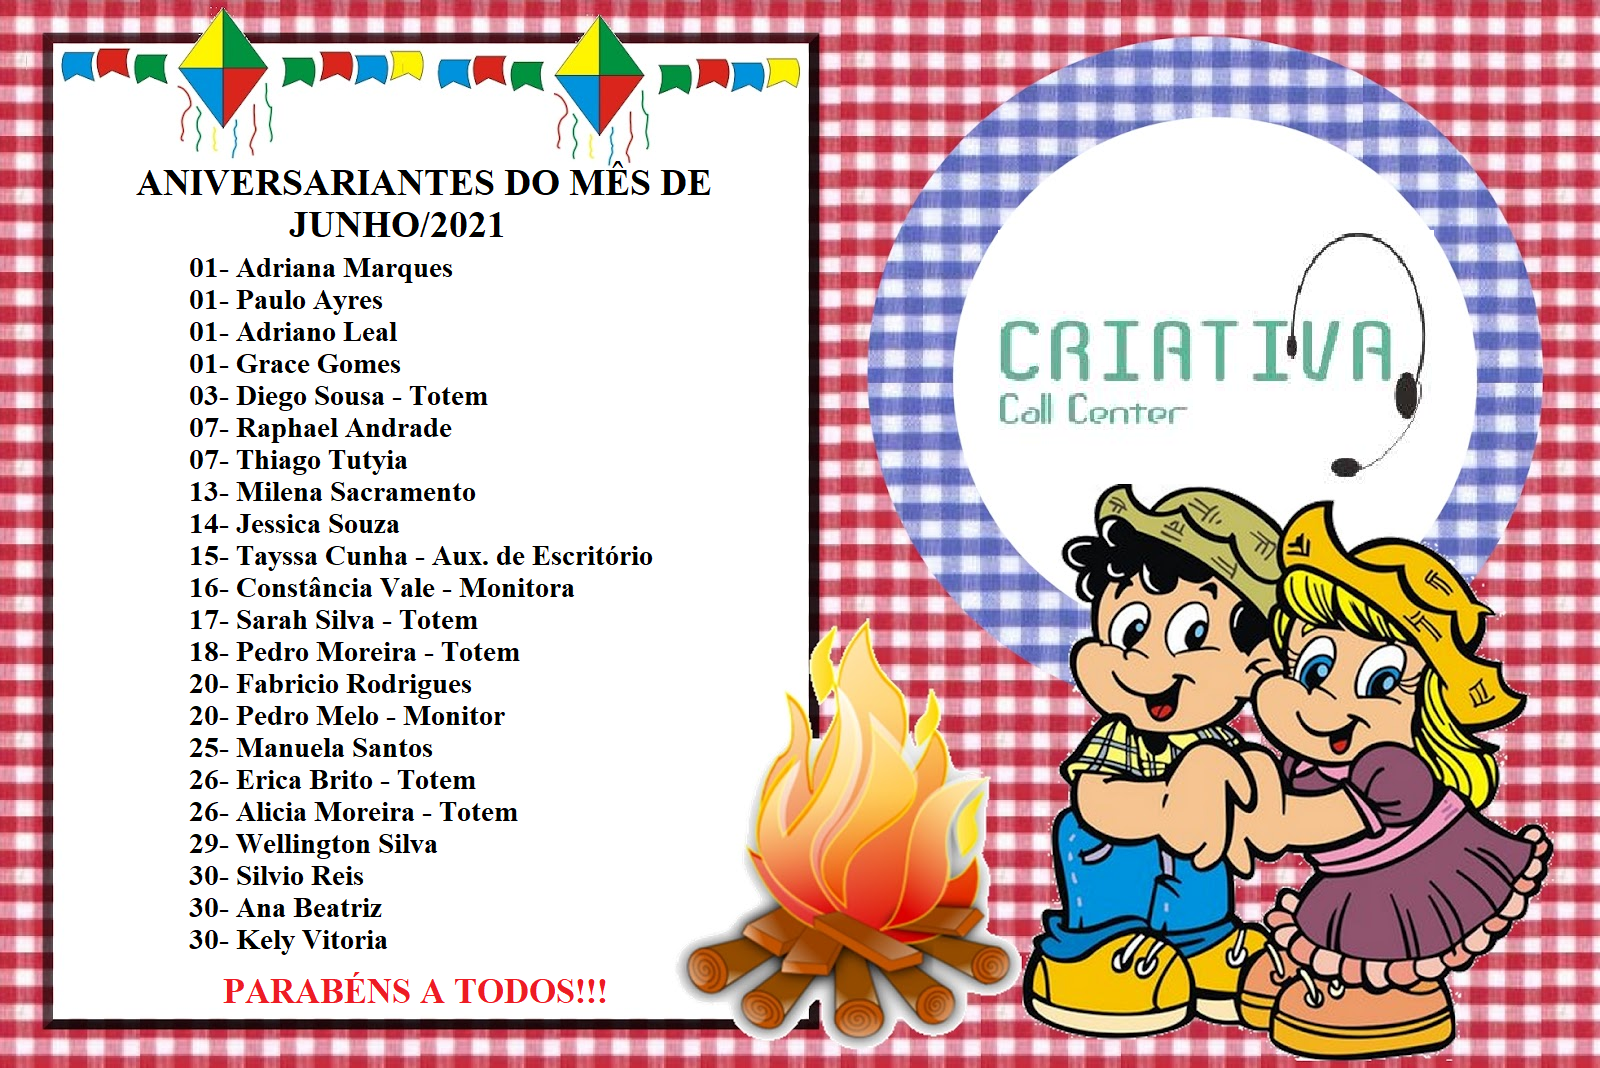 ANIVERSARIANTES DO MÊS DE
JUNHO/2021
01- Adriana Marques
01- Paulo Ayres
01- Adriano Leal
01- Grace Gomes
03- Diego Sousa - Totem
07- Raphael Andrade
07- Thiago Tutyia
13- Milena Sacramento
14- Jessica Souza
15- Tayssa Cunha - Aux. de Escritório
16- Constância Vale - Monitora
17- Sarah Silva - Totem
18- Pedro Moreira - Totem
20- Fabricio Rodrigues
20- Pedro Melo - Monitor
25- Manuela Santos
26- Erica Brito - Totem
26- Alicia Moreira - Totem
29- Wellington Silva
30- Silvio Reis
30- Ana Beatriz
30- Kely Vitoria
PARABÉNS A TODOS!!!
CRIATIVA
Call Center